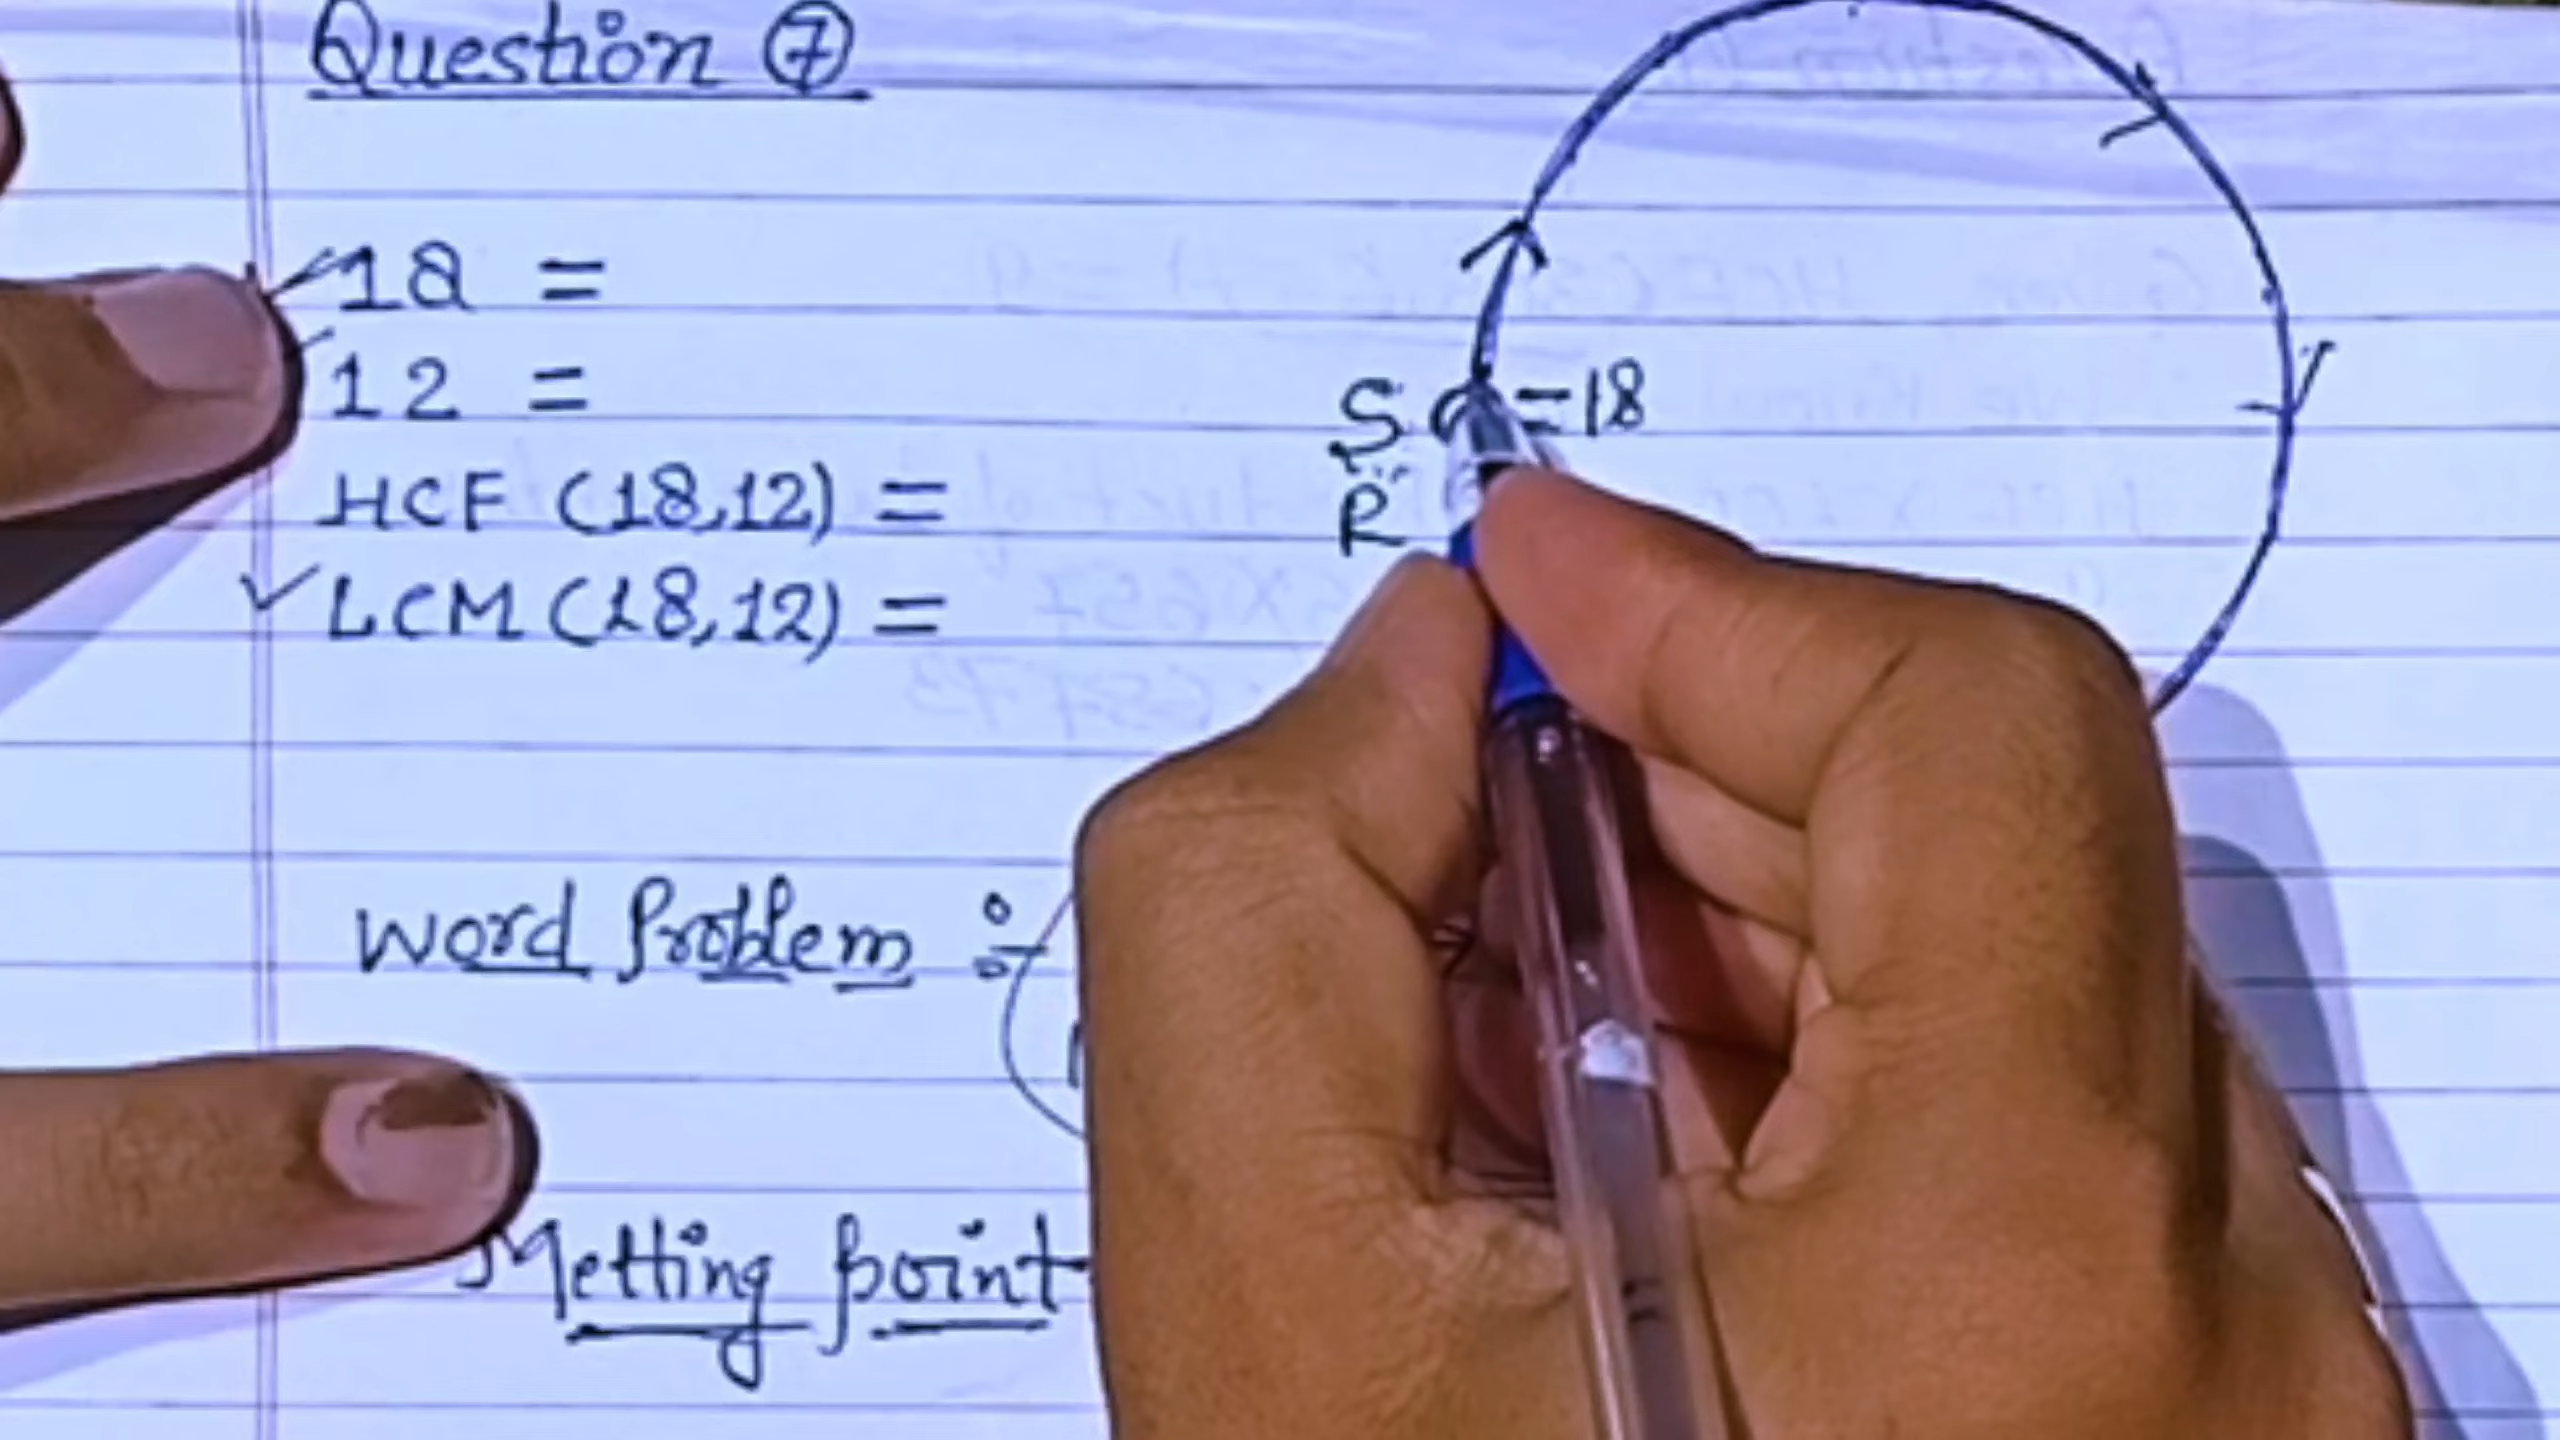 Question 7
18 =
12 =
HCF (18,12) =
LCM (18,12) =
S = 18
R
Word Problem :-
Metting point